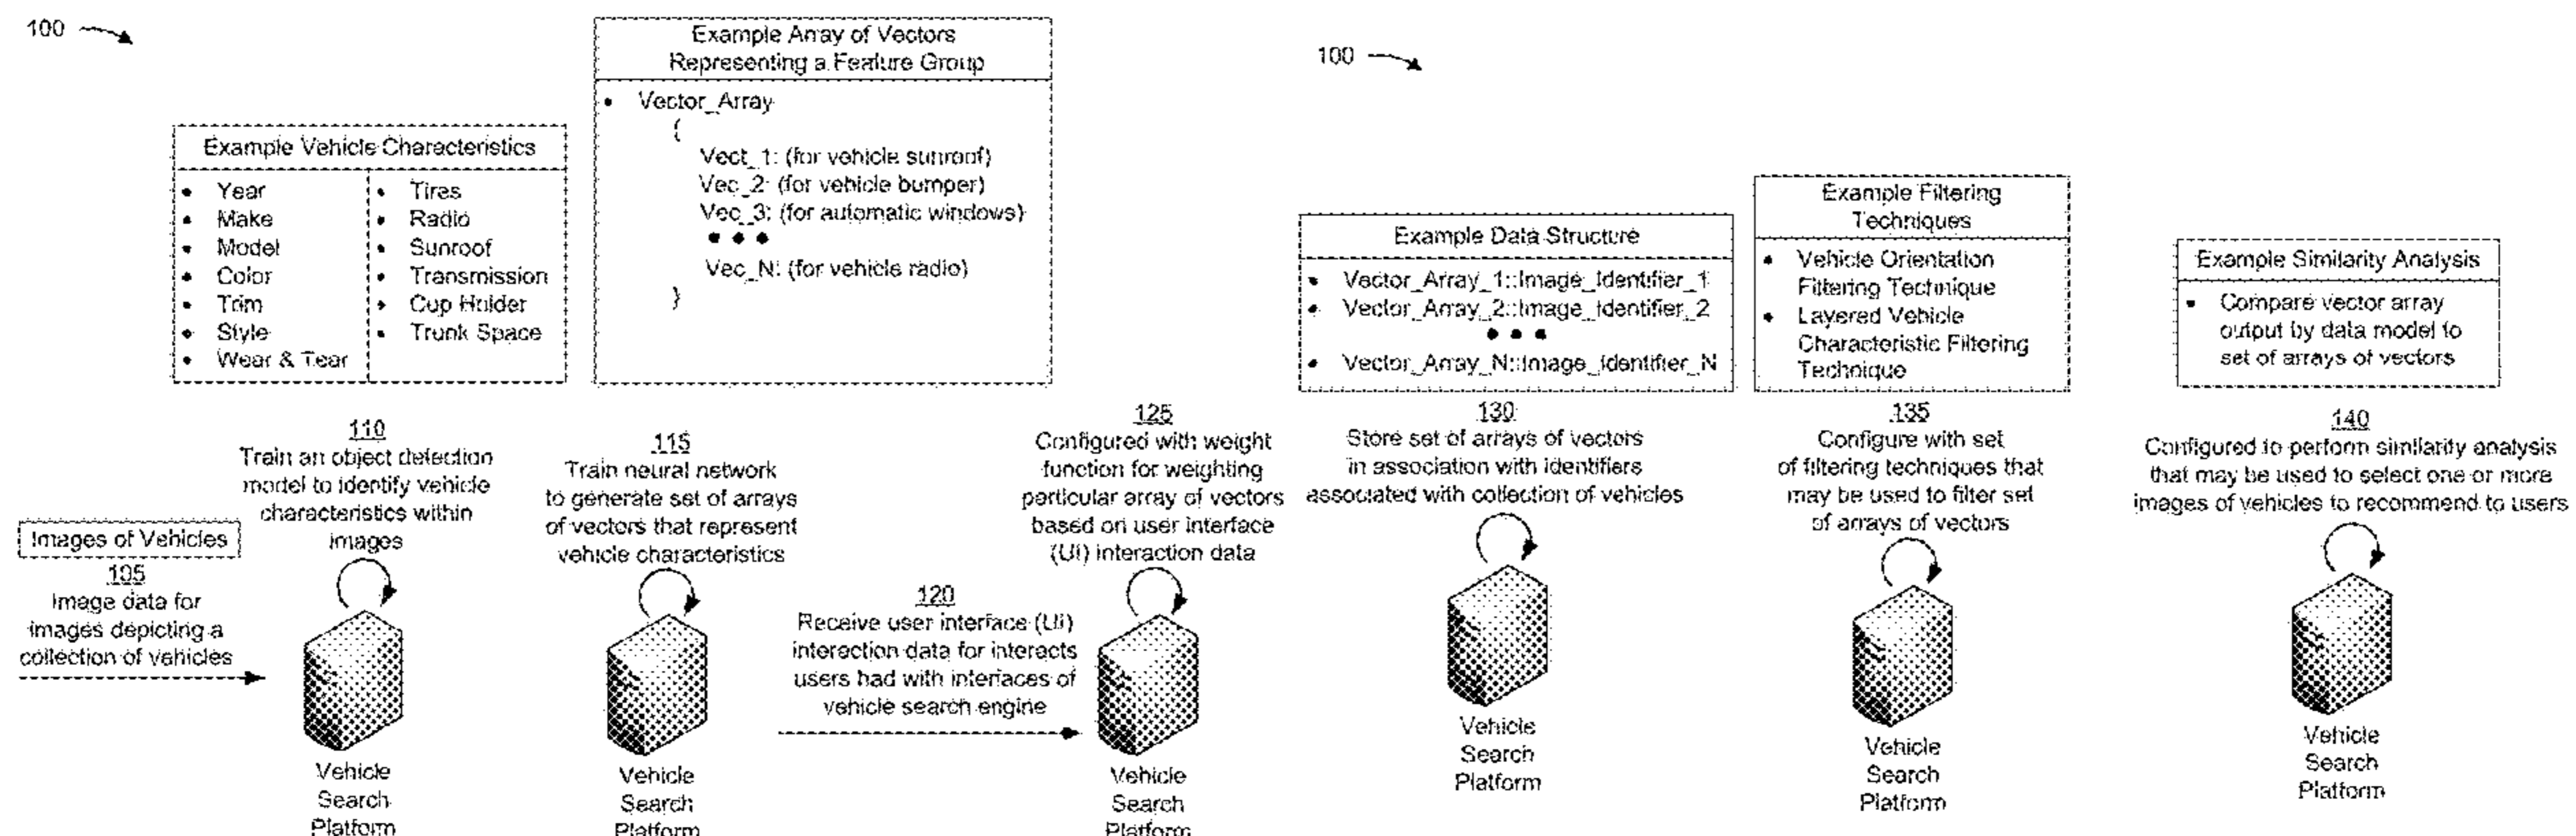 100
Example Vehicle Characteristics
• Year
• Make
• Model
• Color
• Trim
• Style
• Wear & Tear
• Tires
• Radio
• Sunroof
• Transmission
• Cup Holder
• Trunk Space
Example Array of Vectors
Representing a Feature Group
• Vector_Array
{
Vect_1: (for vehicle sunroof)
Vec_2: (for vehicle bumper)
Vec_3: (for automatic windows)
• • •
Vec_N: (for vehicle radio)
}
Images of Vehicles
105
Image data for
images depicting a
collection of vehicles
110
Train an object detection
model to identify vehicle
characteristics within
images
Vehicle
Search
Platform
115
Train neural network
to generate set of arrays
of vectors that represent
vehicle characteristics
Vehicle
Search
Platform
120
Receive user interface (UI)
interaction data for interacts
users had with interfaces of
vehicle search engine
125
Configured with weight
function for weighting
particular array of vectors
based on user interface
(UI) interaction data
Vehicle
Search
Platform
100
Example Data Structure
• Vector_Array_1::Image_Identifier_1
• Vector_Array_2::Image_Identifier_2
• • •
• Vector_Array_N::Image_Identifier_N
130
Store set of arrays of vectors
in association with identifiers
associated with collection of vehicles
Vehicle
Search
Platform
Example Filtering
Techniques
• Vehicle Orientation
Filtering Technique
• Layered Vehicle
Characteristic Filtering
Technique
135
Configure with set
of filtering techniques that
may be used to filter set
of arrays of vectors
Vehicle
Search
Platform
Example Similarity Analysis
• Compare vector array
output by data model to
set of arrays of vectors
140
Configured to perform similarity analysis
that may be used to select one or more
images of vehicles to recommend to users
Vehicle
Search
Platform